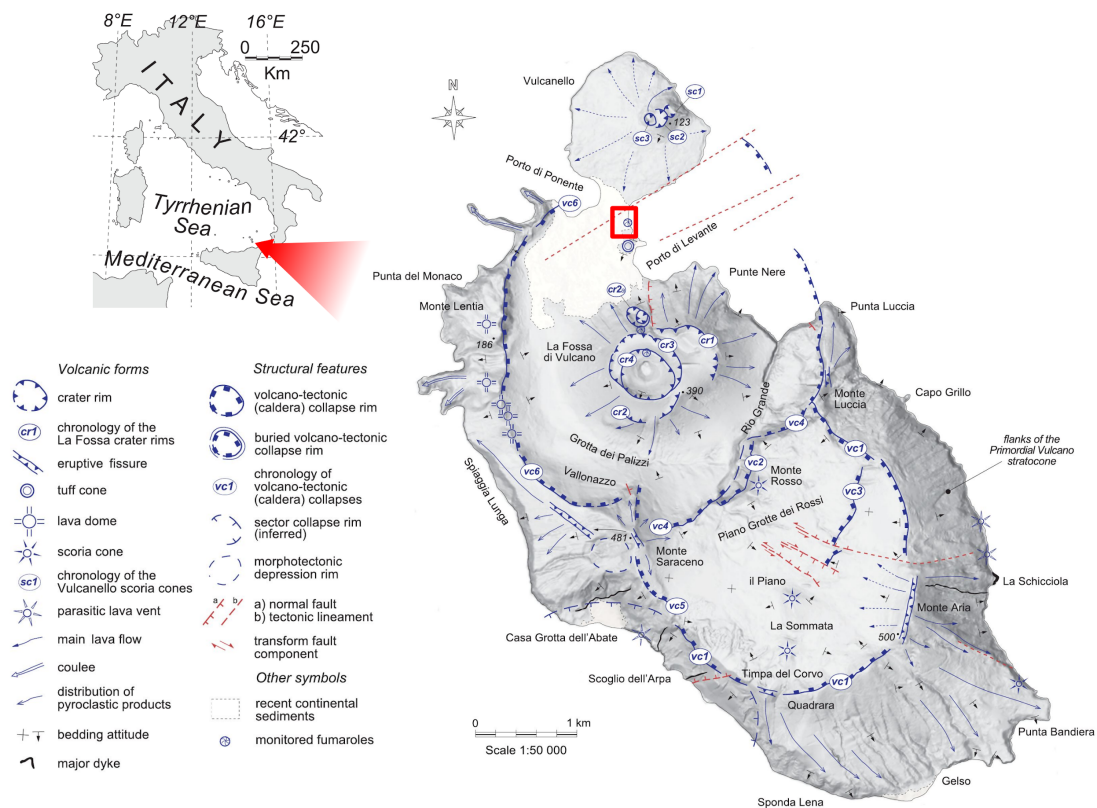 8°E 12°E 16°E
0 250
Km
ITALY
42°
Tyrrhenian
Sea
Mediterranean Sea
N
Vulcanello
sc1
123
sc3 sc2
Porto di Ponente
vc6
Porto di Levante
Punta del Monaco
Punte Nere
Monte Lentia
cr2
Punta Luccia
186
La Fossa
di Vulcano
cr3 cr1
cr4
390
Capo Grillo
Monte
Luccia
cr2
Rio Grande
vc4
flanks of the
Primordial Vulcano
stratocone
Grotta dei Palizzi
vc1
vc2
Vallonazzo
vc6
Monte
Rosso
vc3
Spiaggia Lunga
Piano Grotte dei Rossi
vc4
481
Monte
Saraceno
il Piano
La Schicciola
vc5
Monte Aria
La Sommata
Casa Grotta dell'Abate
500
vc1
Scoglio dell'Arpa
Timpa del Corvo
vc1
Quadrara
Punta Bandiera
Gelso
Sponda Lena
0 1 km
Scale 1:50 000
Volcanic forms
crater rim
cr1 chronology of the
La Fossa crater rims
eruptive fissure
tuff cone
lava dome
scoria cone
sc1 chronology of the
Vulcanello scoria cones
parasitic lava vent
main lava flow
coulee
distribution of
pyroclastic products
bedding attitude
major dyke
Structural features
volcano-tectonic
(caldera) collapse rim
buried volcano-tectonic
collapse rim
vc1 chronology of
volcano-tectonic
(caldera) collapses
sector collapse rim
(inferred)
morphotectonic
depression rim
a b
a) normal fault
b) tectonic lineament
transform fault
component
Other symbols
recent continental
sediments
monitored fumaroles